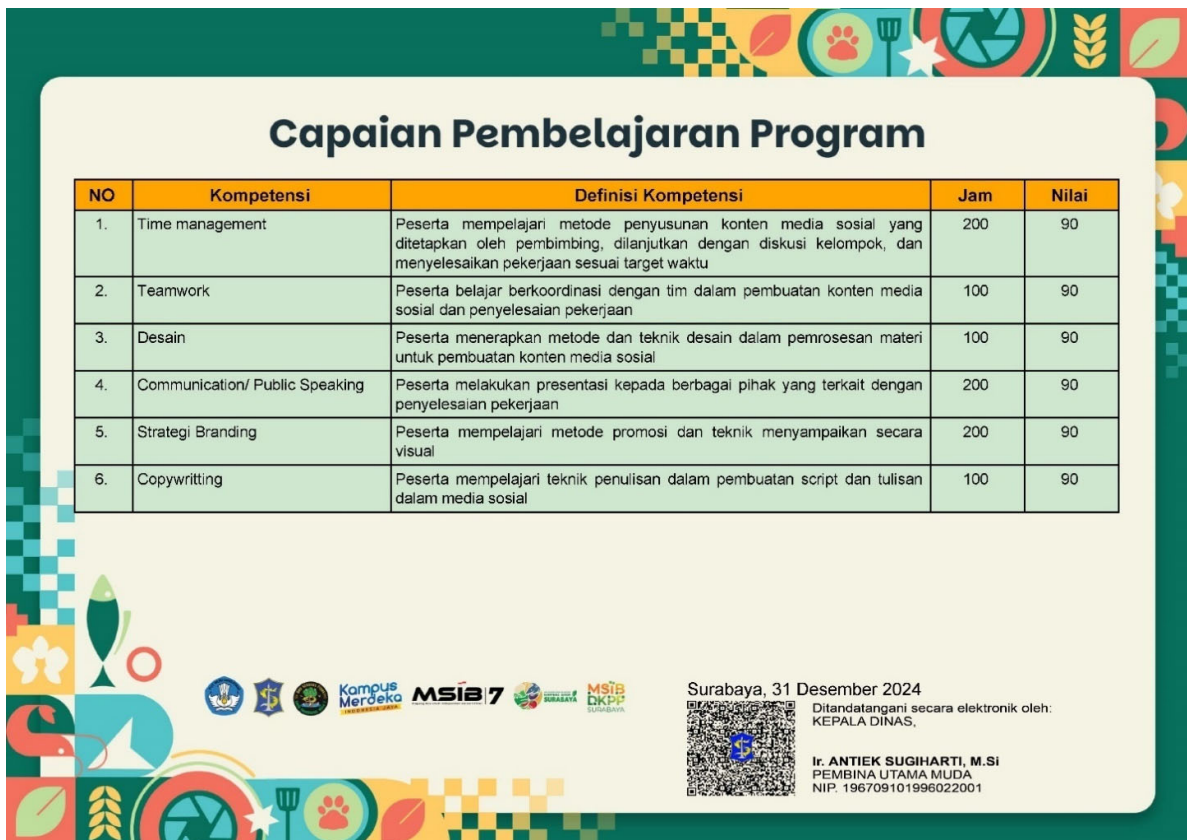 Capaian Pembelajaran Program
NO Kompetensi Definisi Kompetensi Jam Nilai
1. Time management Peserta mempelajari metode penyusunan konten media sosial yang 200 90
ditetapkan oleh pembimbing, dilanjutkan dengan diskusi kelompok, dan
menyelesaikan pekerjaan sesuai target waktu
2. Teamwork Peserta belajar berkoordinasi dengan tim dalam pembuatan konten media 100 90
sosial dan penyelesaian pekerjaan
3. Desain Peserta menerapkan metode dan teknik desain dalam pemrosesan materi 100 90
untuk pembuatan konten media sosial
4. Communication/ Public Speaking Peserta melakukan presentasi kepada berbagai pihak yang terkait dengan 200 90
penyelesaian pekerjaan
5. Strategi Branding Peserta mempelajari metode promosi dan teknik menyampaikan secara 200 90
visual
6. Copywritting Peserta mempelajari teknik penulisan dalam pembuatan script dan tulisan 100 90
dalam media sosial
Kampus
Merdeka
INDONESIA JAYA
MSIB 7
SURABAYA
MSIB
DKPP
SURABAYA
Surabaya, 31 Desember 2024
Ditandatangani secara elektronik oleh:
KEPALA DINAS,
Ir. ANTIEK SUGIHARTI, M.Si
PEMBINA UTAMA MUDA
NIP. 196709101996022001